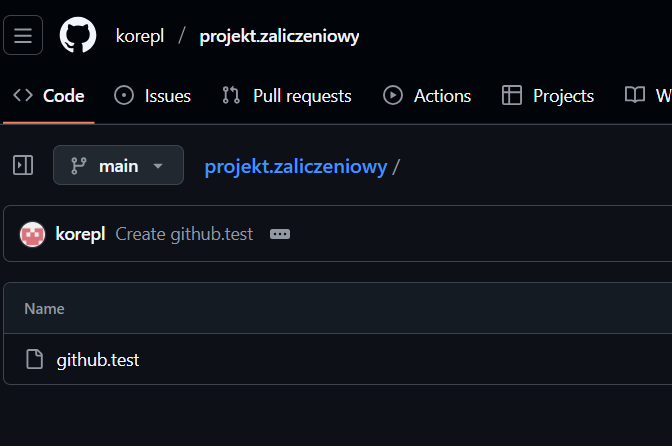 korepl / projekt.zaliczeniowy
Code Issues Pull requests Actions Projects W
main projekt.zaliczeniowy /
korepl Create github.test
Name
github.test